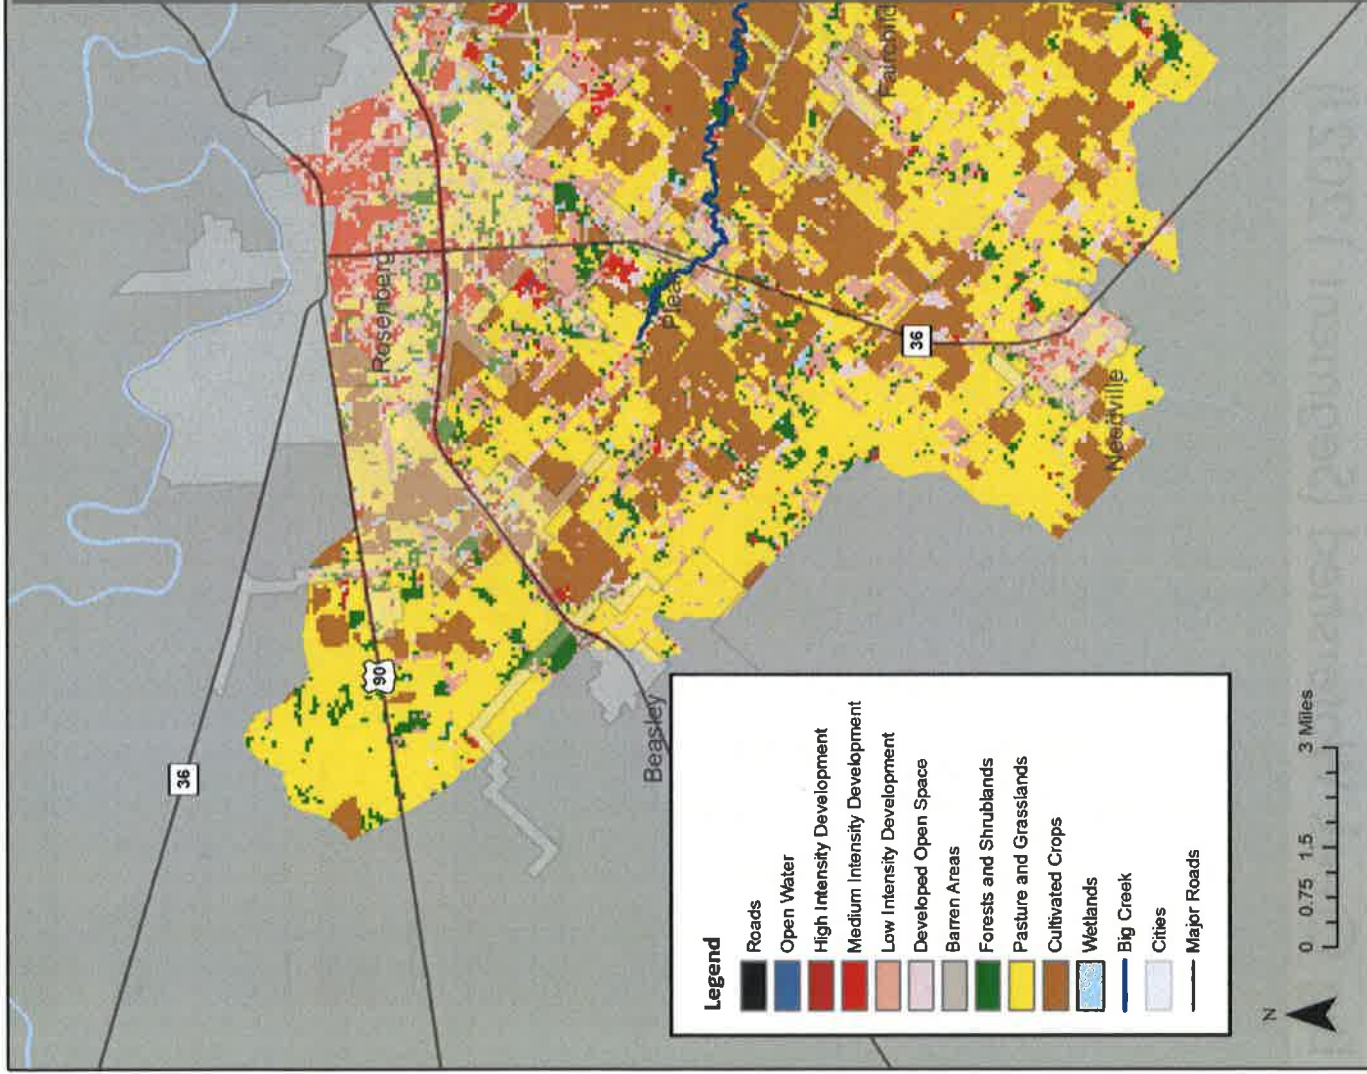 36
90
Rosenberg
Beasley
Plea
Fairchild
36
Needville
Legend
Roads
Open Water
High Intensity Development
Medium Intensity Development
Low Intensity Development
Developed Open Space
Barren Areas
Forests and Shrublands
Pasture and Grasslands
Cultivated Crops
Wetlands
Big Creek
Cities
Major Roads
N
0 0.75 1.5 3 Miles